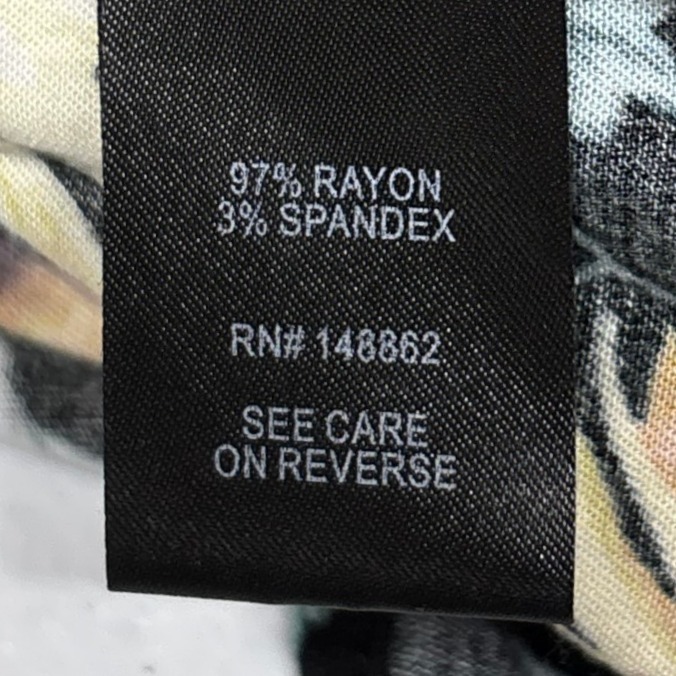 97% RAYON
3% SPANDEX
RN# 148862
SEE CARE
ON REVERSE